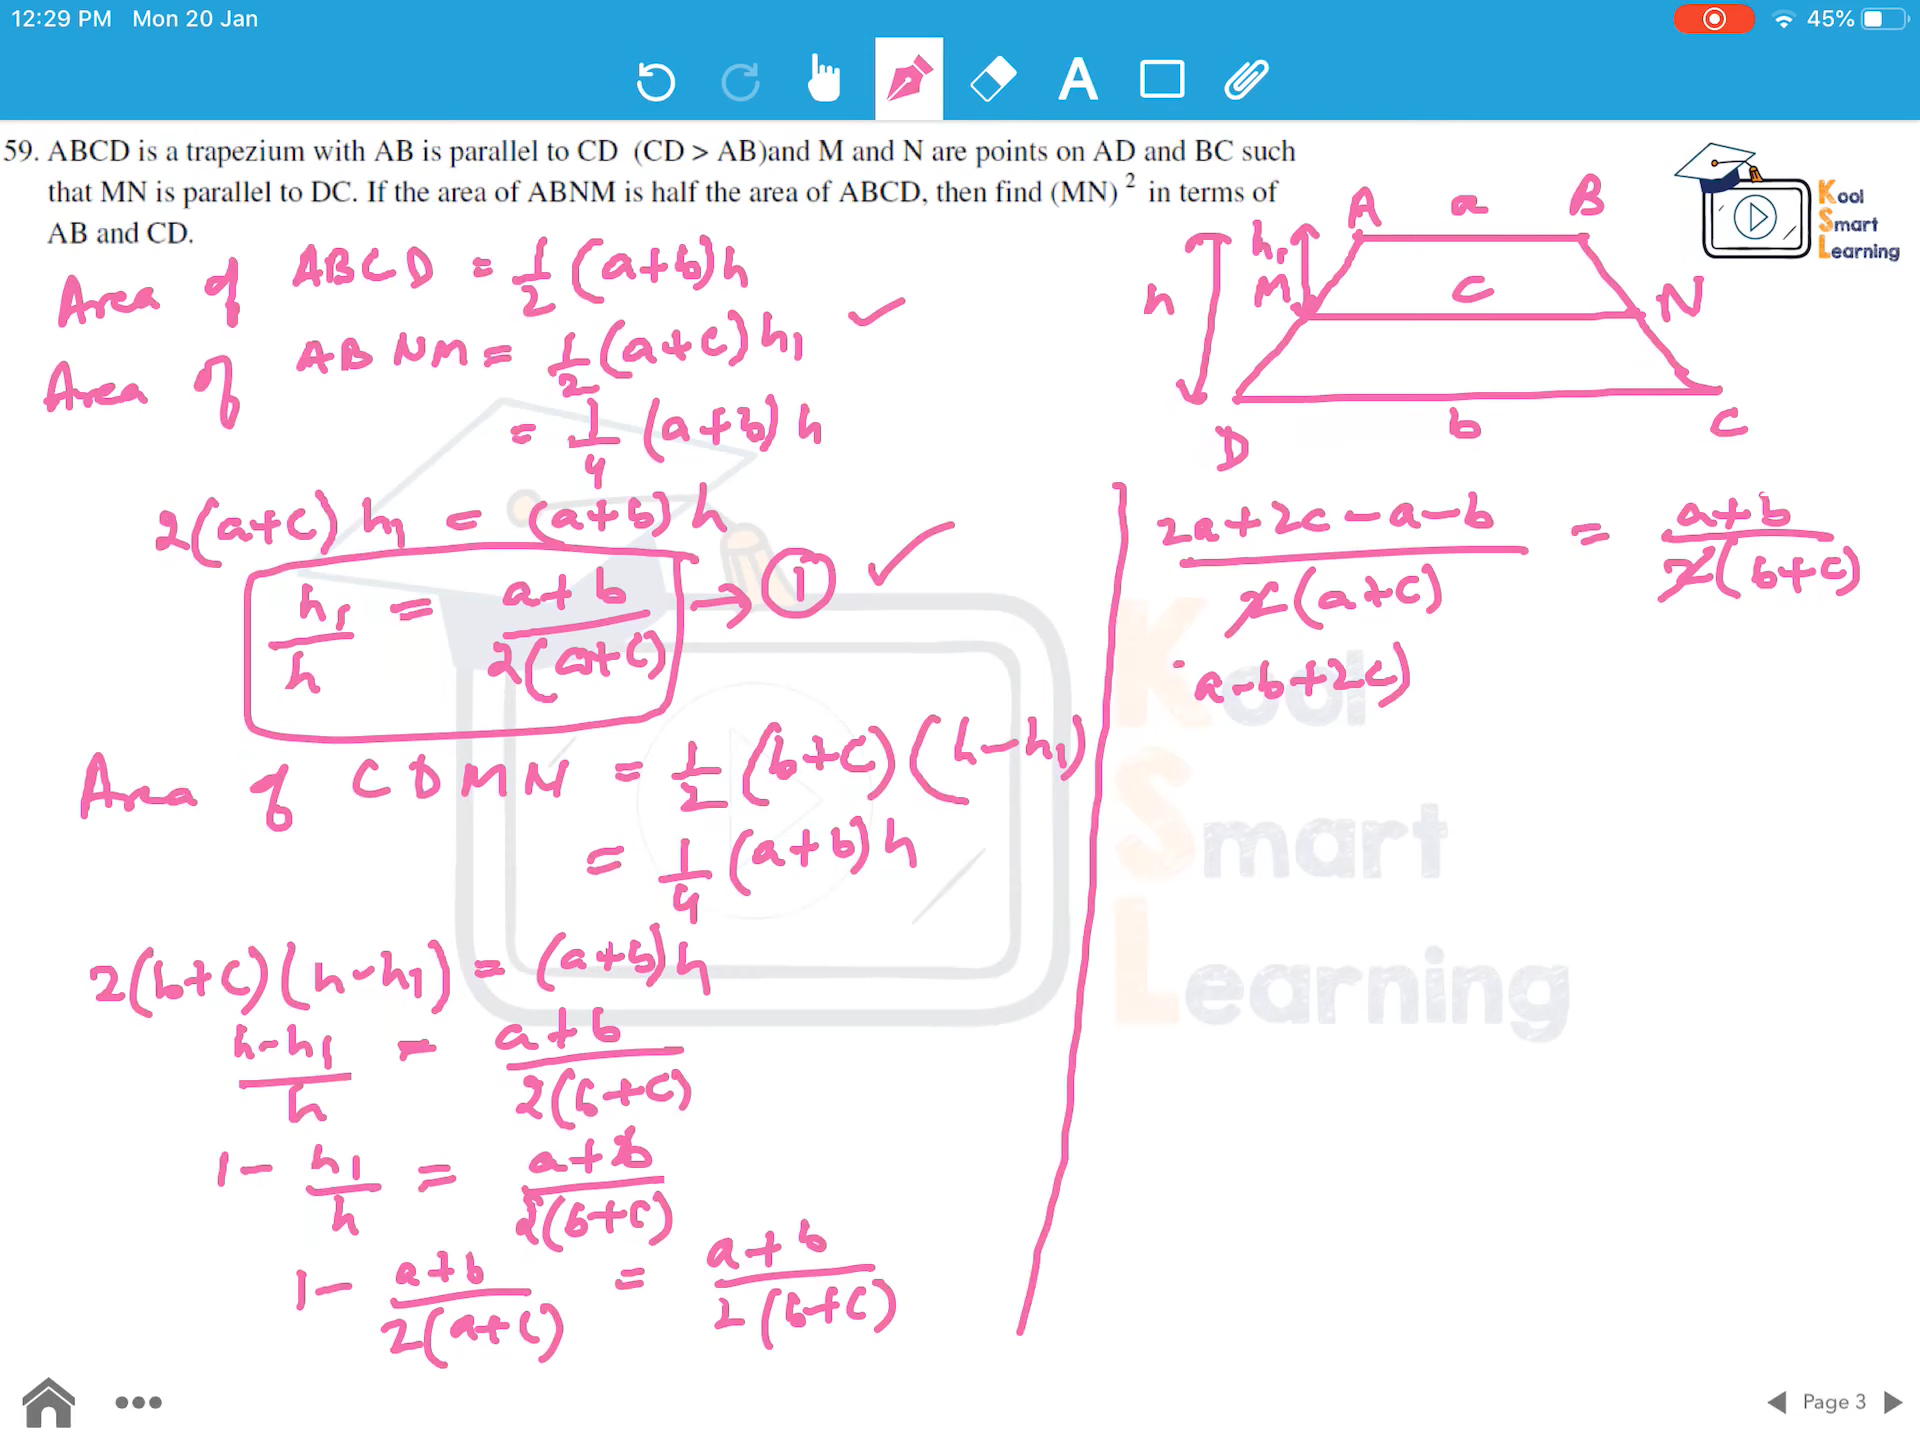 12:29 PM Mon 20 Jan
45%
59. ABCD is a trapezium with AB is parallel to CD (CD > AB)and M and N are points on AD and BC such
that MN is parallel to DC. If the area of ABNM is half the area of ABCD, then find (MN)² in terms of
AB and CD.
Kool
Smart
Learning
A a B
h h₁ M C N
D b C
Area of ABCD = 1/2 (a+b)h
Area of ABNM = 1/2 (a+c)h₁ ✓
= 1/4 (a+b)h
2(a+c)h₁ = (a+b)h
h₁/h = (a+b)/2(a+c) → ① ✓
Area of CDMN = 1/2 (b+c)(h-h₁)
= 1/4 (a+b)h
2(b+c)(h-h₁) = (a+b)h
(h-h₁)/h = (a+b)/2(b+c)
1 - h₁/h = (a+b)/2(b+c)
1 - (a+b)/2(a+c) = (a+b)/2(b+c)
(2a+2c-a-b)/2(a+c) = (a+b)/2(b+c)
a-b+2c)
Kool
Smart
Learning
Page 3